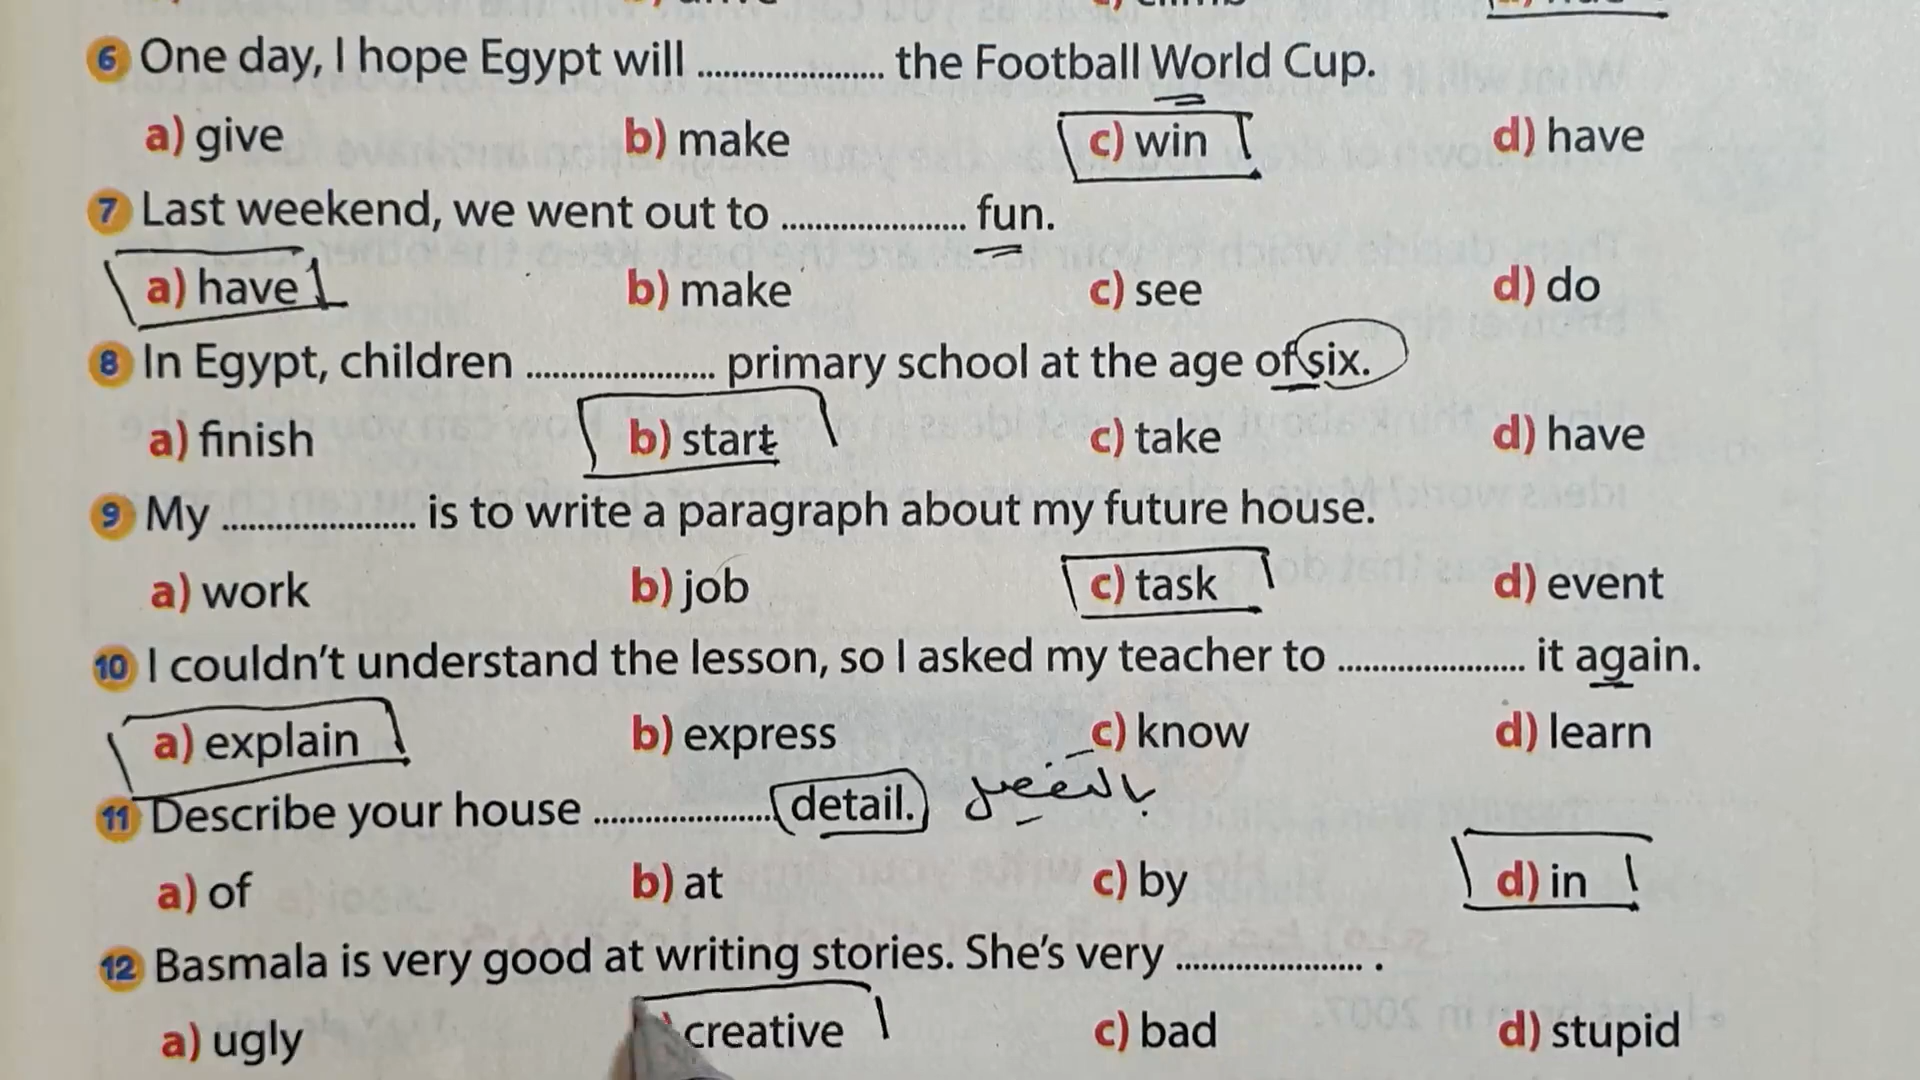 6 One day, I hope Egypt will ..................... the Football World Cup.
a) give b) make c) win d) have
7 Last weekend, we went out to ..................... fun.
a) have b) make c) see d) do
8 In Egypt, children ..................... primary school at the age of six.
a) finish b) start c) take d) have
9 My ..................... is to write a paragraph about my future house.
a) work b) job c) task d) event
10 I couldn't understand the lesson, so I asked my teacher to ..................... it again.
a) explain b) express c) know d) learn
11 Describe your house ..................... detail. بالتفصيل
a) of b) at c) by d) in
12 Basmala is very good at writing stories. She's very ..................... .
a) ugly ) creative c) bad d) stupid